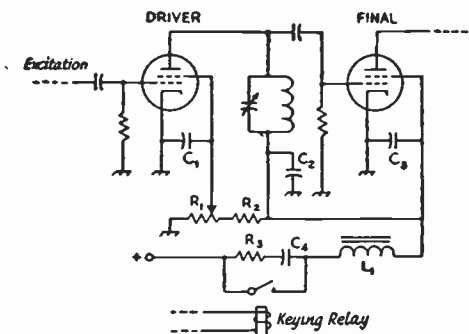 DRIVER
FINAL
Excitation
C1
C2
C3
R1
R2
R3
C4
+
L1
Keying Relay